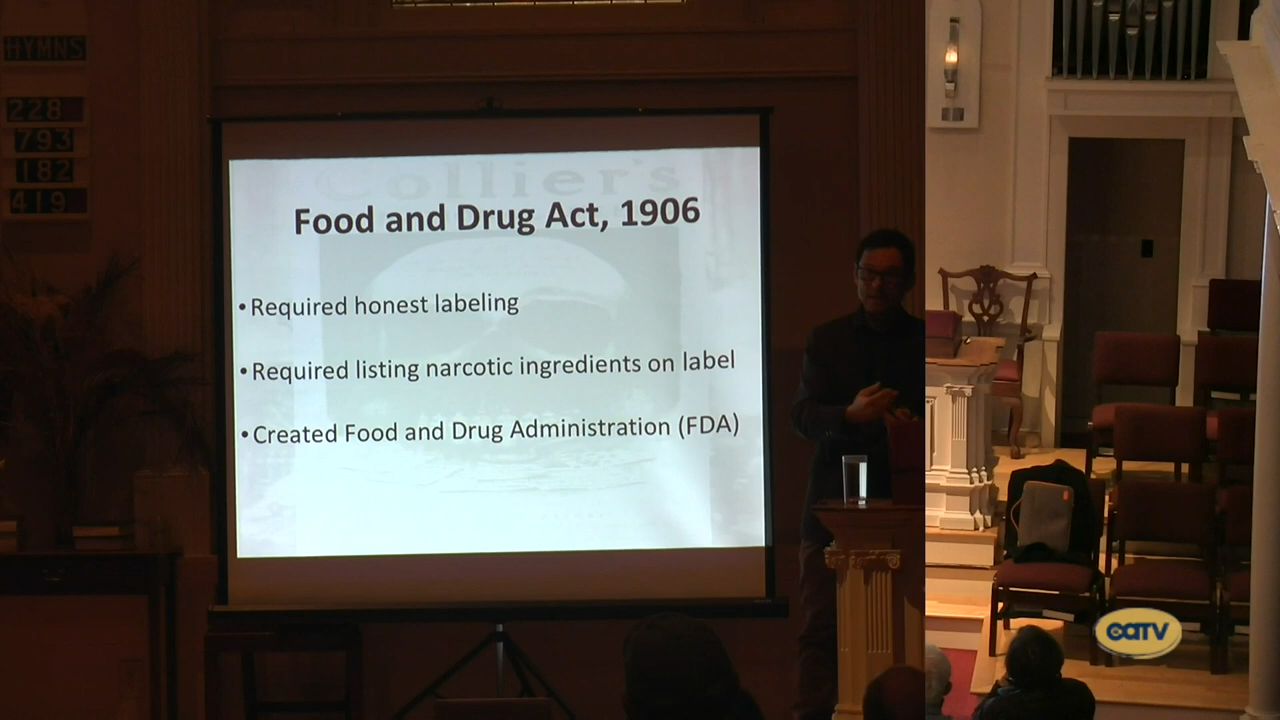 HYMNS
228
793
182
419
Collier's
Food and Drug Act, 1906
• Required honest labeling
• Required listing narcotic ingredients on label
• Created Food and Drug Administration (FDA)
CATV